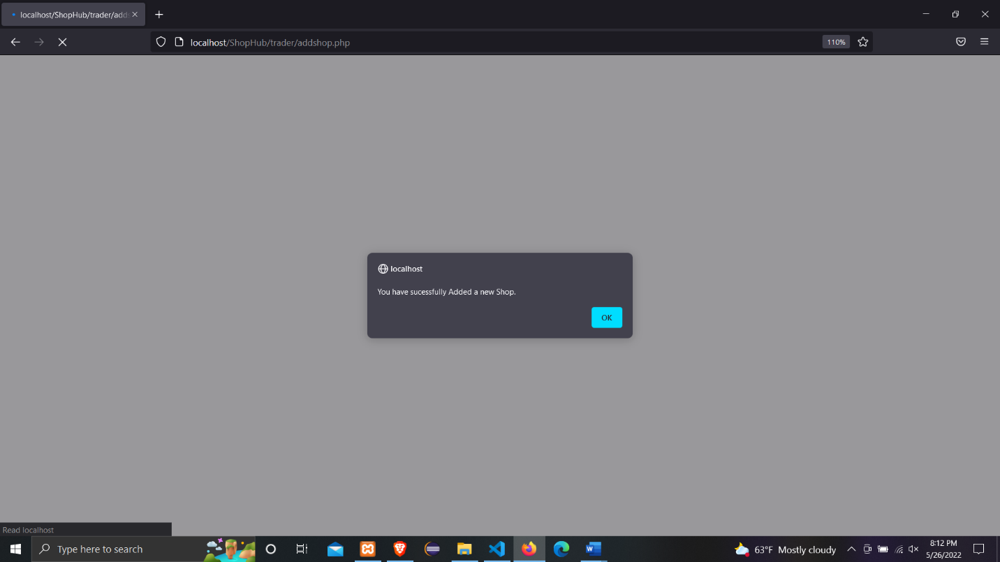 localhost/ShopHub/trader/adds
localhost/ShopHub/trader/addshop.php
110%
localhost
You have sucessfully Added a new Shop.
OK
Read localhost
Type here to search
63°F Mostly cloudy
8:12 PM
5/26/2022